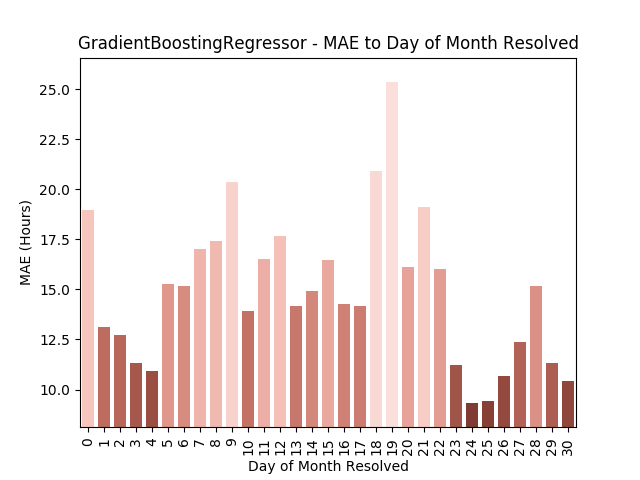 GradientBoostingRegressor - MAE to Day of Month Resolved
MAE (Hours)
25.0
22.5
20.0
17.5
15.0
12.5
10.0
0 1 2 3 4 5 6 7 8 9 10 11 12 13 14 15 16 17 18 19 20 21 22 23 24 25 26 27 28 29 30
Day of Month Resolved